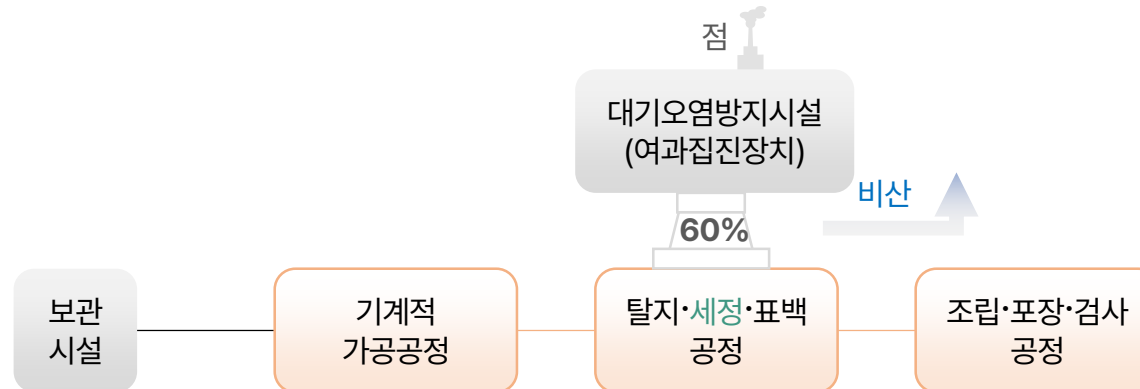 점
대기오염방지시설
(여과집진장치)
비산
60%
보관
시설
기계적
가공공정
탈지·세정·표백
공정
조립·포장·검사
공정